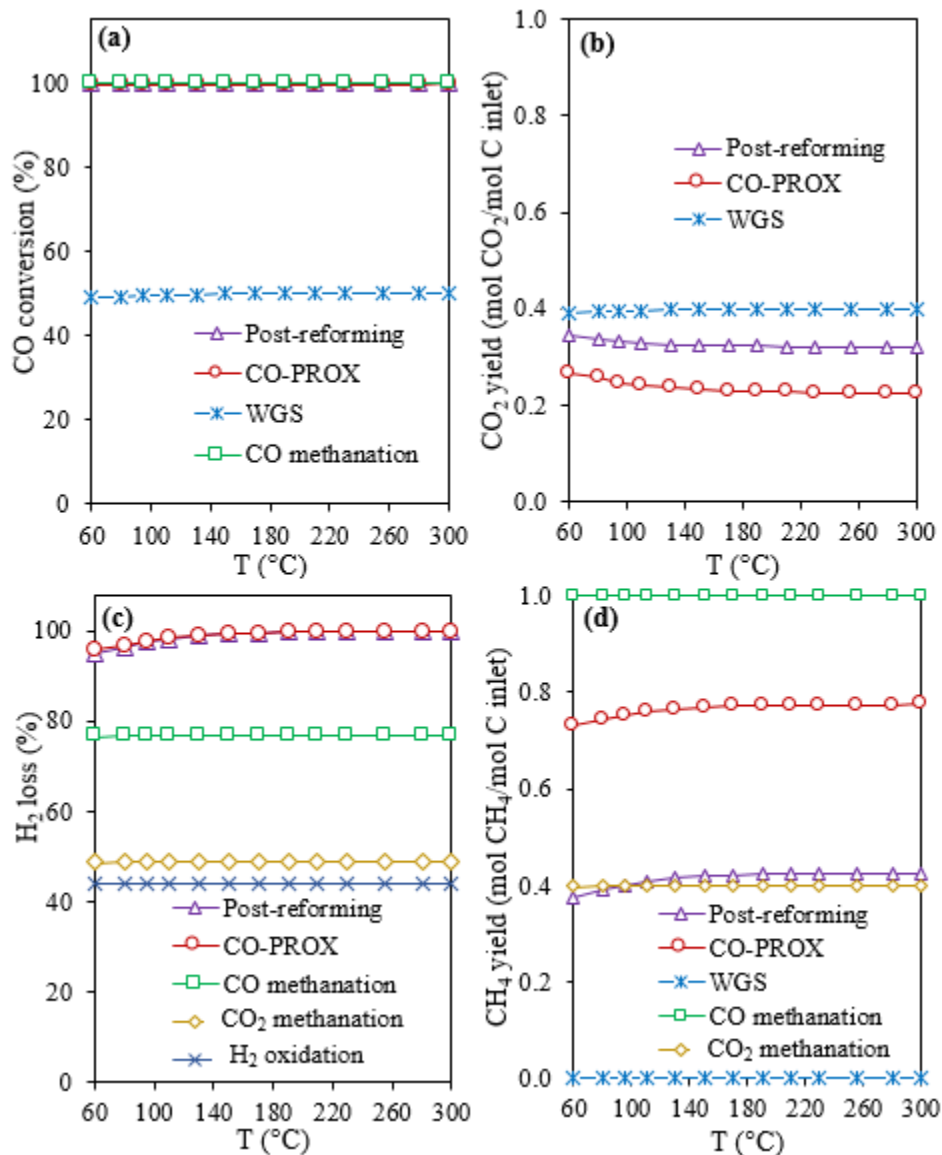 (a)
CO conversion (%)
100
80
60
40
20
0
Post-reforming
CO-PROX
WGS
CO methanation
60 100 140 180 220 260 300
T (°C)
(b)
CO₂ yield (mol CO₂/mol C inlet)
1.0
0.8
0.6
0.4
0.2
0.0
Post-reforming
CO-PROX
WGS
60 100 140 180 220 260 300
T (°C)
(c)
H₂ loss (%)
100
80
60
40
20
0
Post-reforming
CO-PROX
CO methanation
CO₂ methanation
H₂ oxidation
60 100 140 180 220 260 300
T (°C)
(d)
CH₄ yield (mol CH₄/mol C inlet)
1.0
0.8
0.6
0.4
0.2
0.0
Post-reforming
CO-PROX
WGS
CO methanation
CO₂ methanation
60 100 140 180 220 260 300
T (°C)